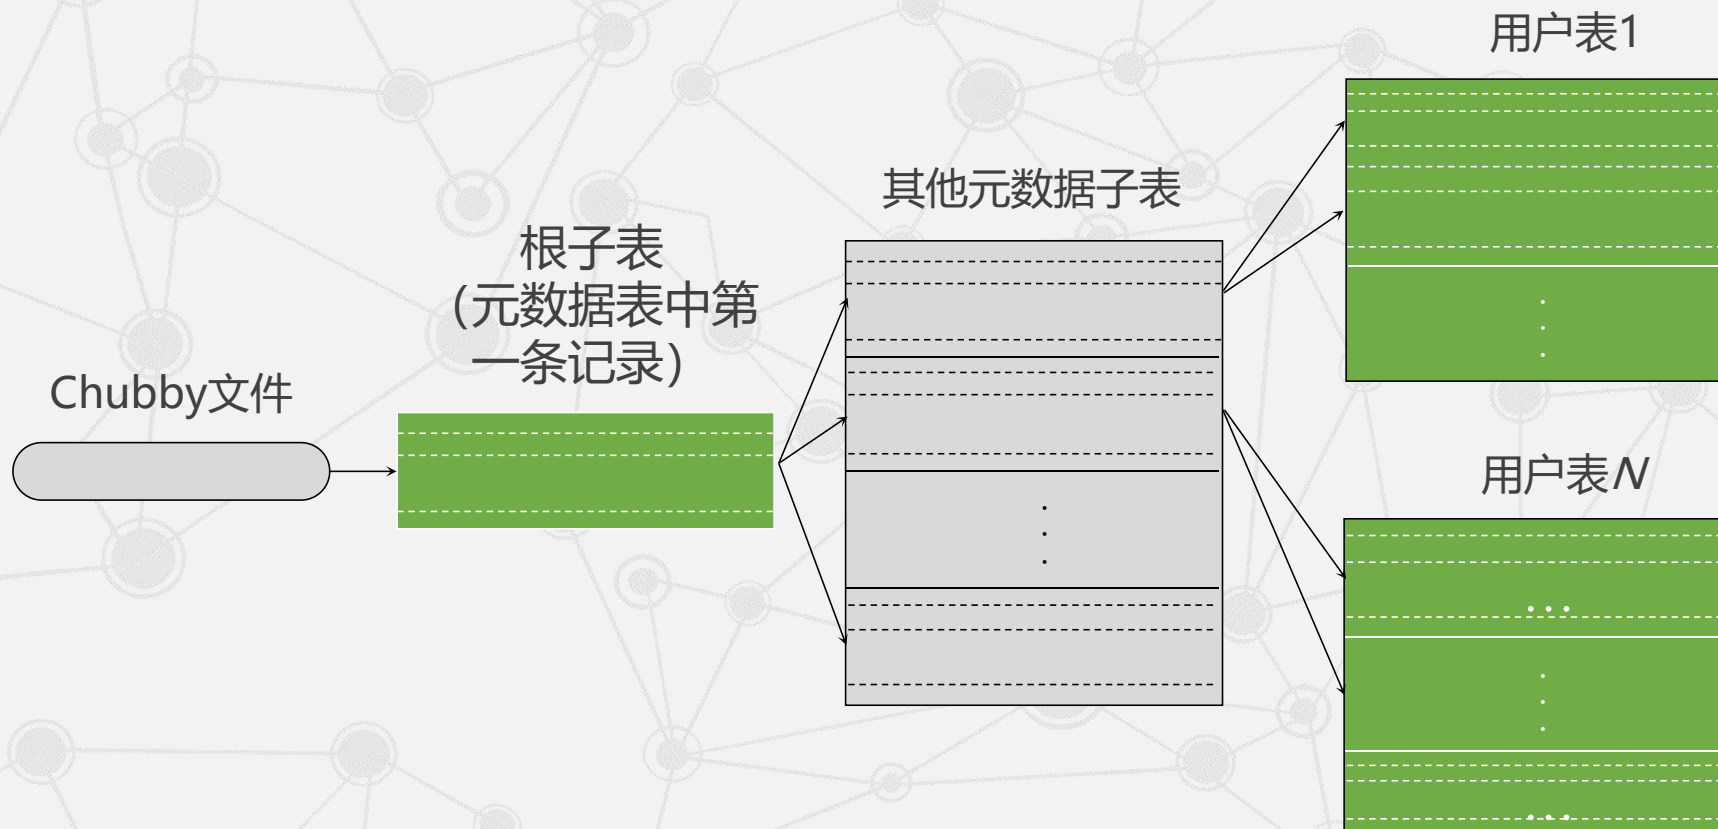 Chubby文件
根子表
(元数据表中第
一条记录)
其他元数据子表
用户表1
用户表N